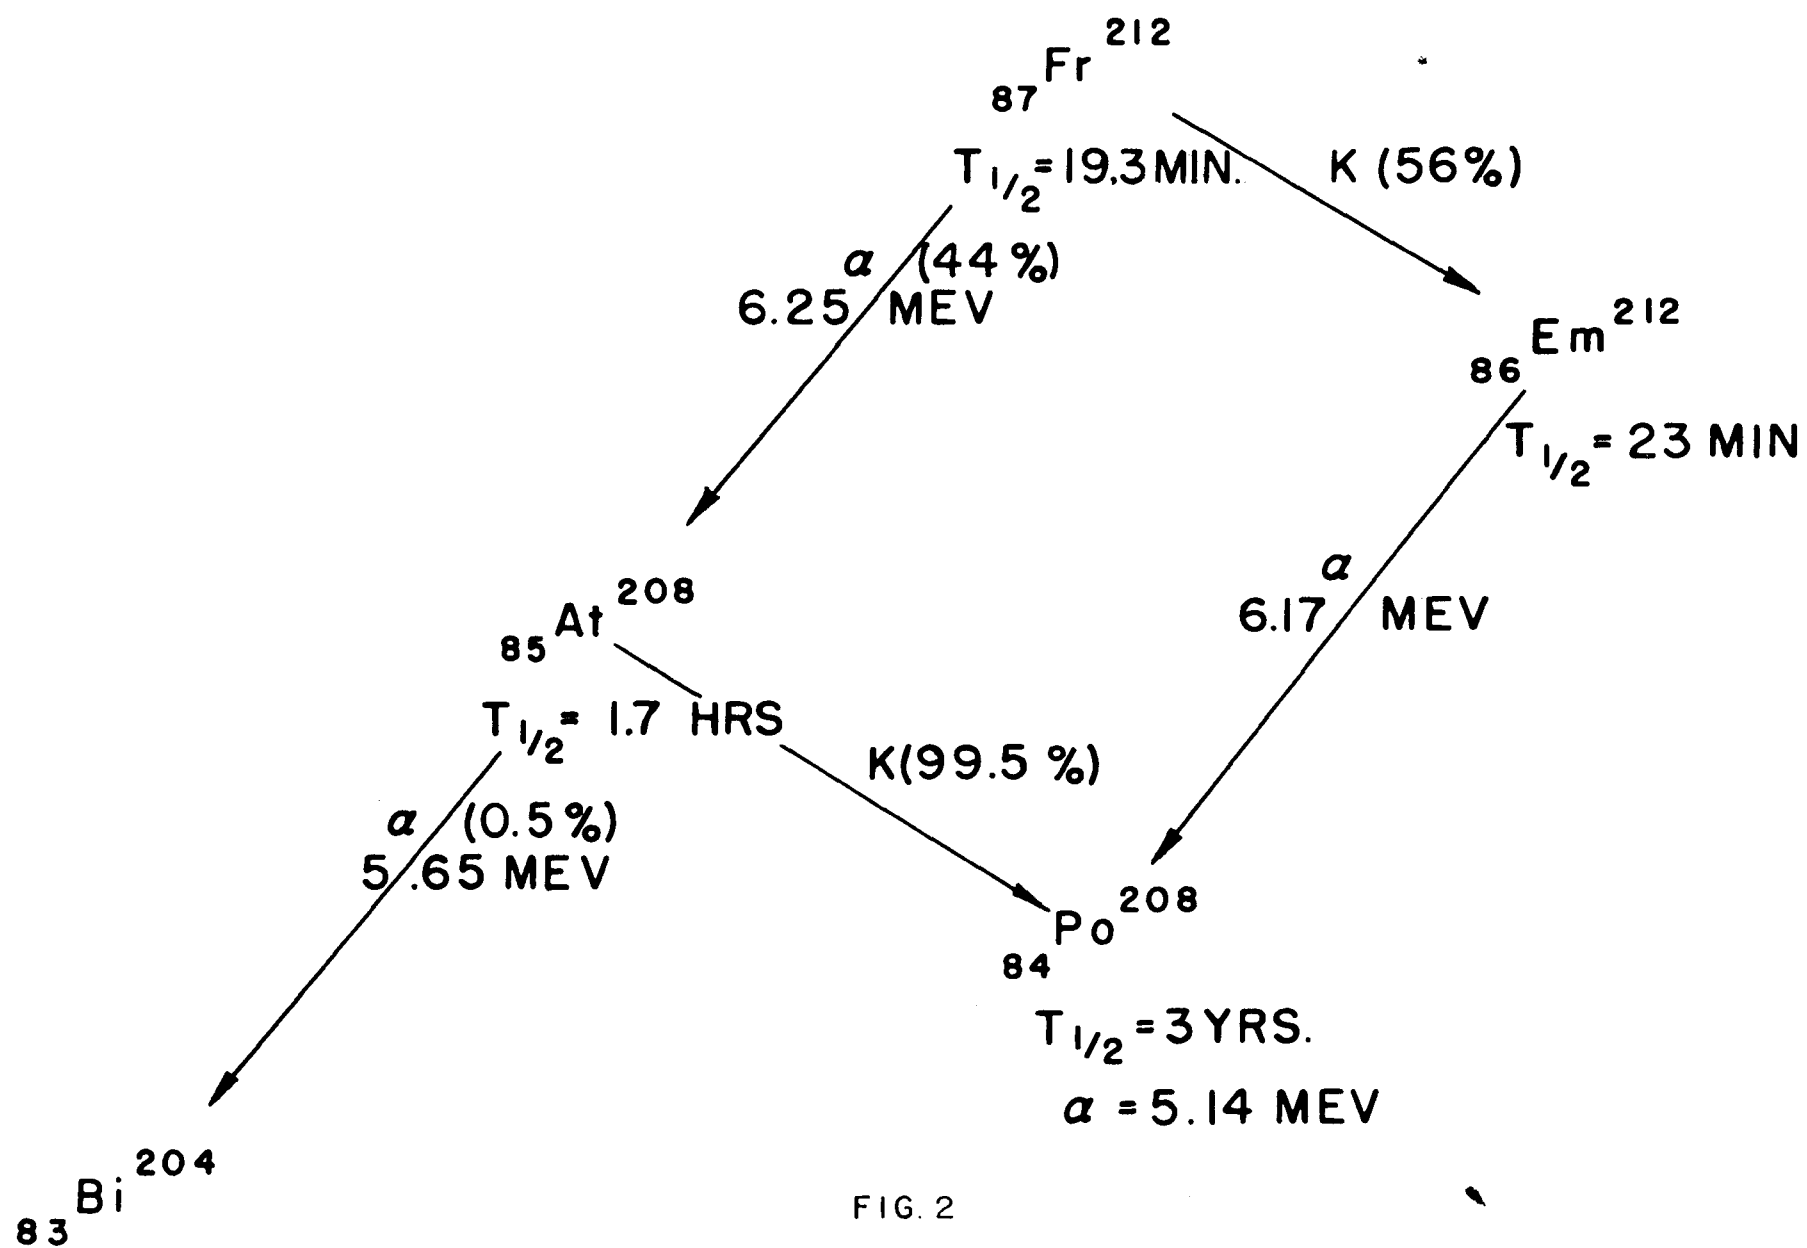 87Fr212
T1/2=19.3 MIN.
K (56%)
α (44%)
6.25 MEV
86Em212
T1/2=23 MIN
α
6.17 MEV
85At208
T1/2= 1.7 HRS
K(99.5 %)
α (0.5%)
5.65 MEV
84Po208
T1/2=3YRS.
α =5.14 MEV
83Bi204
FIG. 2